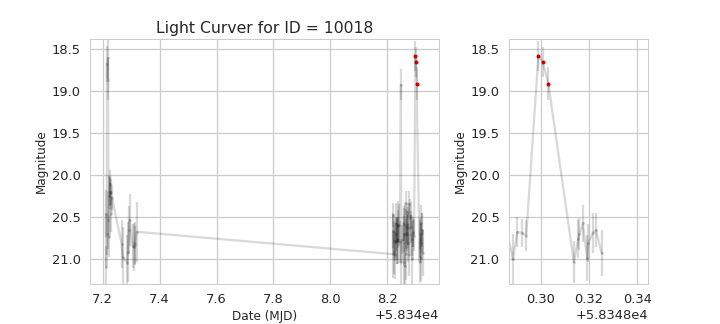 Light Curver for ID = 10018
Magnitude
18.5
19.0
19.5
20.0
20.5
21.0
7.2 7.4 7.6 7.8 8.0 8.2
Date (MJD)
+5.834e4
Magnitude
18.5
19.0
19.5
20.0
20.5
21.0
0.30 0.32 0.34
+5.8348e4